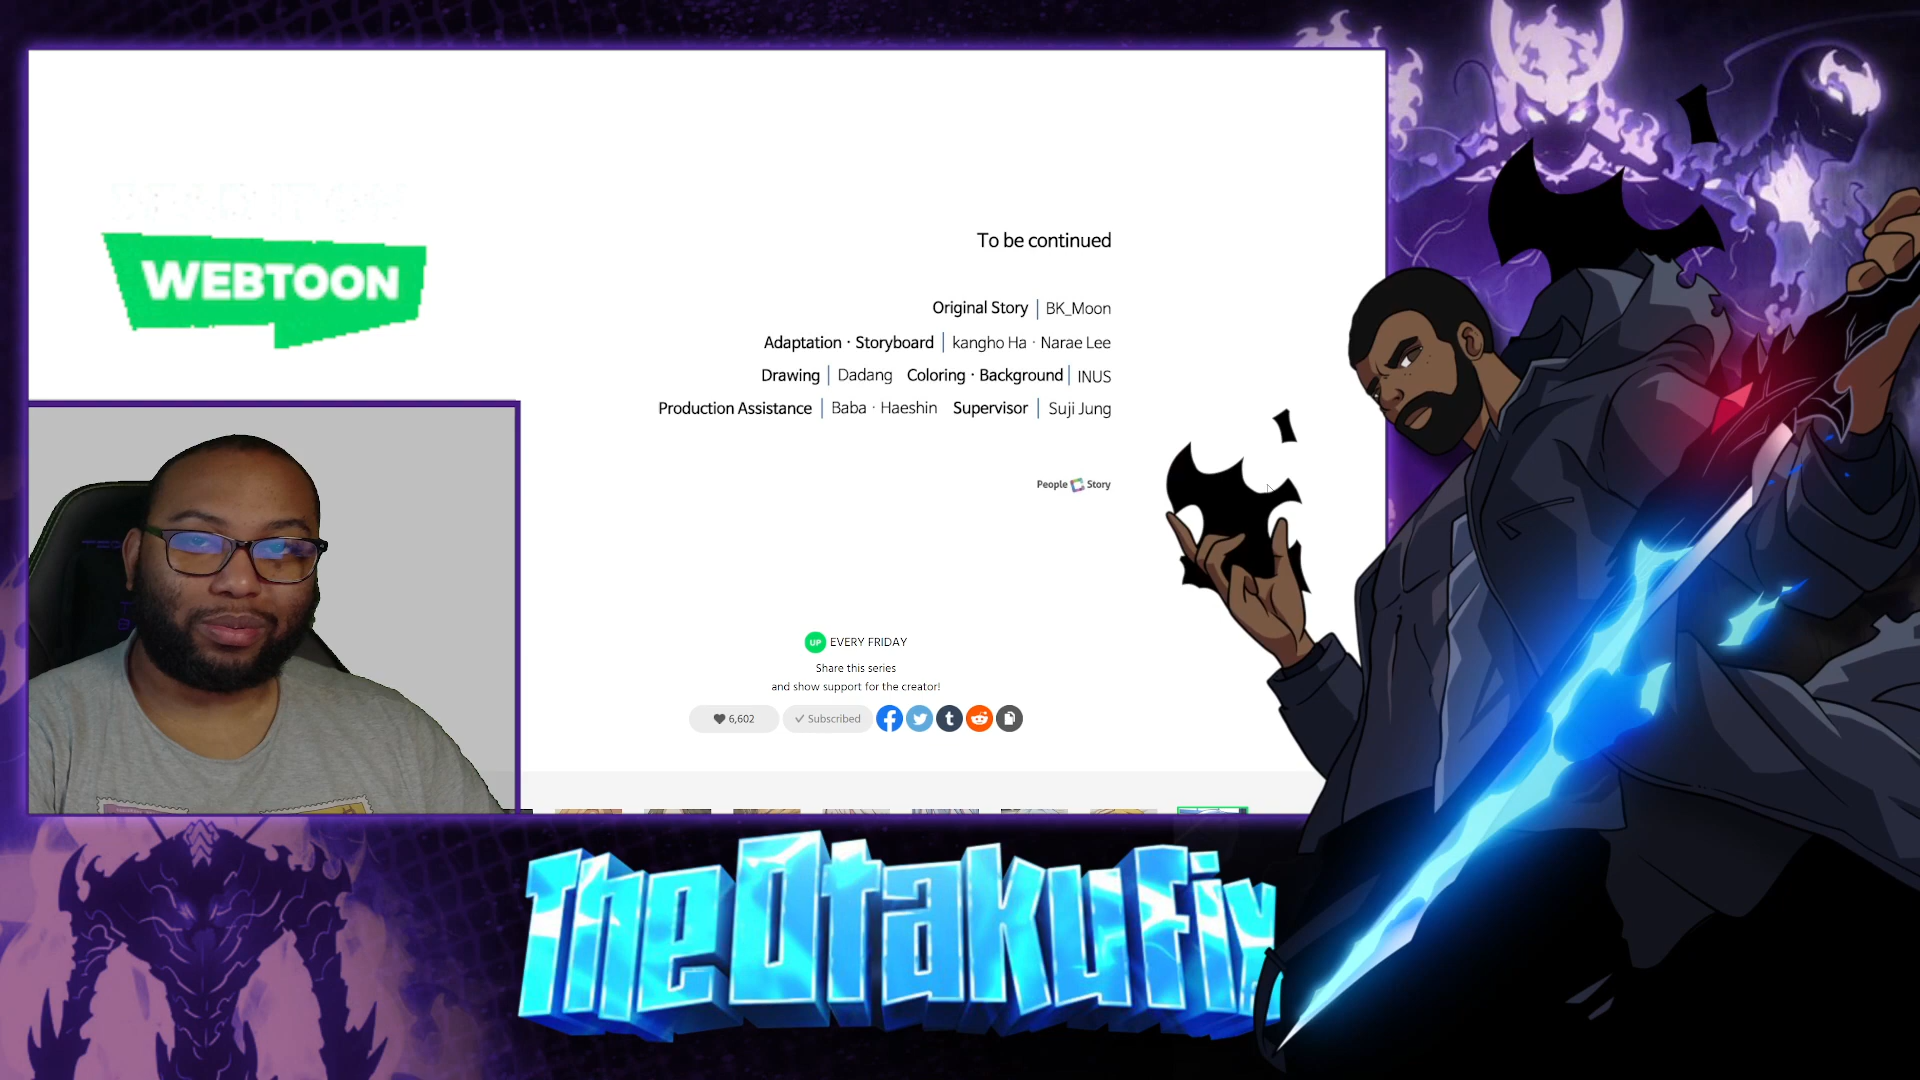 WEBTOON
To be continued
Original Story | BK_Moon
Adaptation · Storyboard | kangho Ha · Narae Lee
Drawing | Dadang Coloring · Background | INUS
Production Assistance | Baba · Haeshin Supervisor | Suji Jung
People Story
UP EVERY FRIDAY
Share this series
and show support for the creator!
6,602 Subscribed
TheOtakuFix